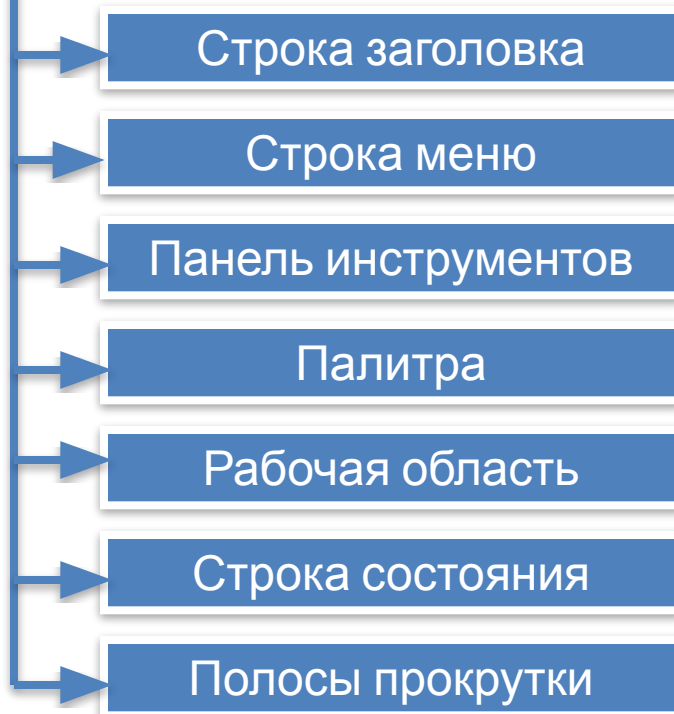 Строка заголовка
Строка меню
Панель инструментов
Палитра
Рабочая область
Строка состояния
Полосы прокрутки